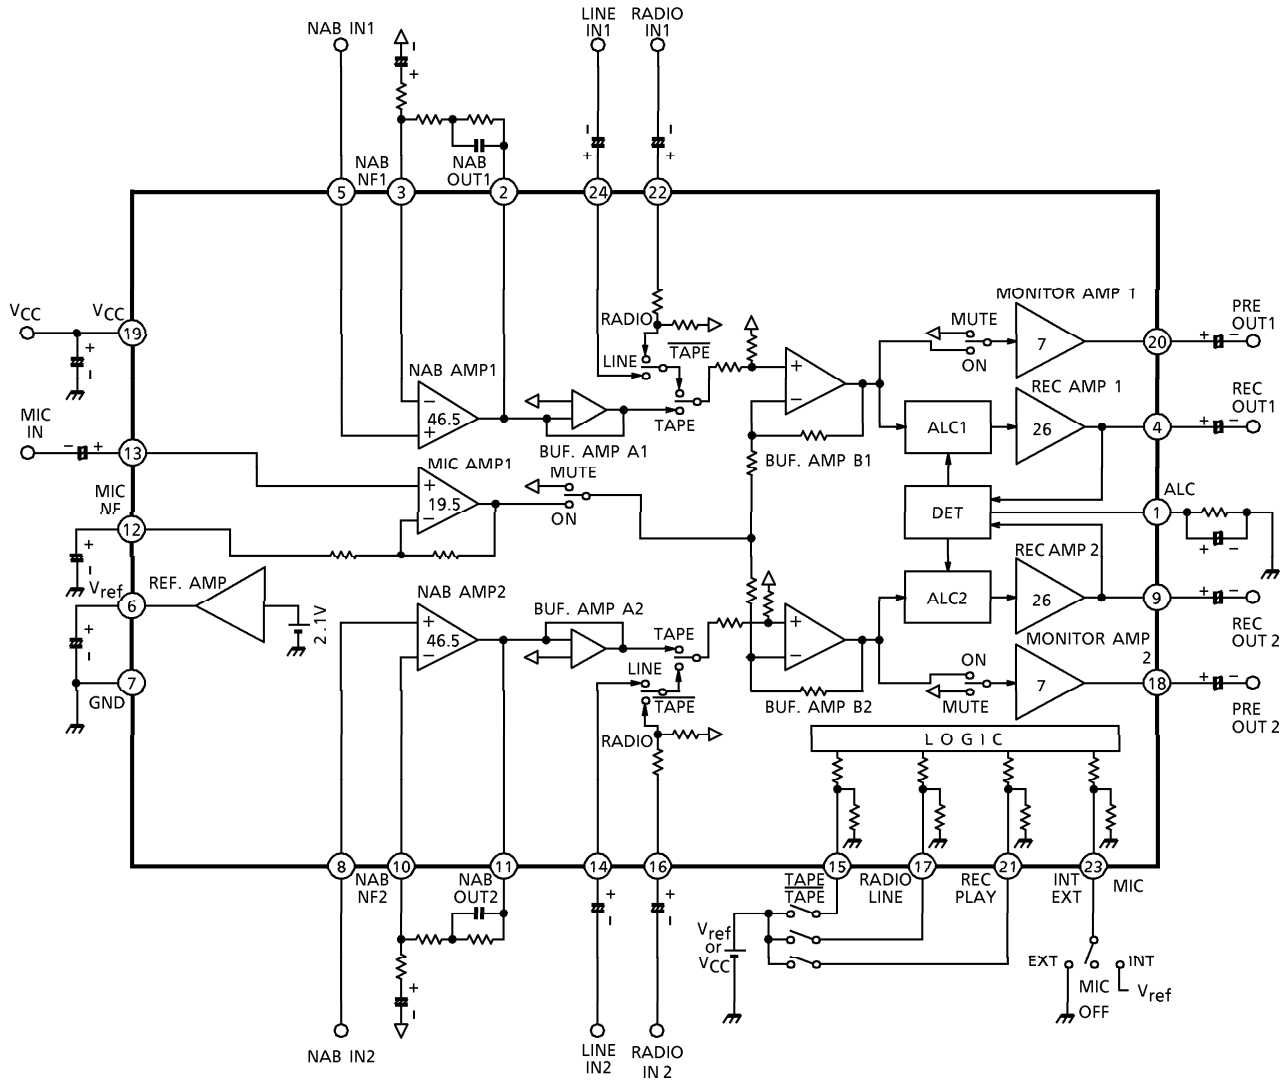 NAB IN1
LINE IN1
RADIO IN1
NAB NF1
NAB OUT1
5
3
2
24
22
VCC
VCC
19
MIC IN
13
MIC NF
12
Vref
6
REF. AMP
2.1V
7
GND
NAB AMP1
46.5
MIC AMP1
19.5
NAB AMP2
46.5
BUF. AMP A1
MUTE
ON
BUF. AMP A2
RADIO
LINE
TAPE
TAPE
TAPE
LINE
TAPE
RADIO
BUF. AMP B1
BUF. AMP B2
MUTE
ON
MONITOR AMP 1
7
REC AMP 1
26
ALC1
DET
ALC2
REC AMP 2
26
MONITOR AMP 2
7
ON
MUTE
20
PRE OUT1
4
REC OUT1
1
ALC
9
REC OUT 2
18
PRE OUT 2
LOGIC
8
10
11
14
16
15
17
21
23
NAB NF2
NAB OUT2
TAPE
TAPE
RADIO
LINE
REC
PLAY
INT
EXT
MIC
Vref
or
VCC
EXT
INT
MIC OFF
Vref
NAB IN2
LINE IN2
RADIO IN 2